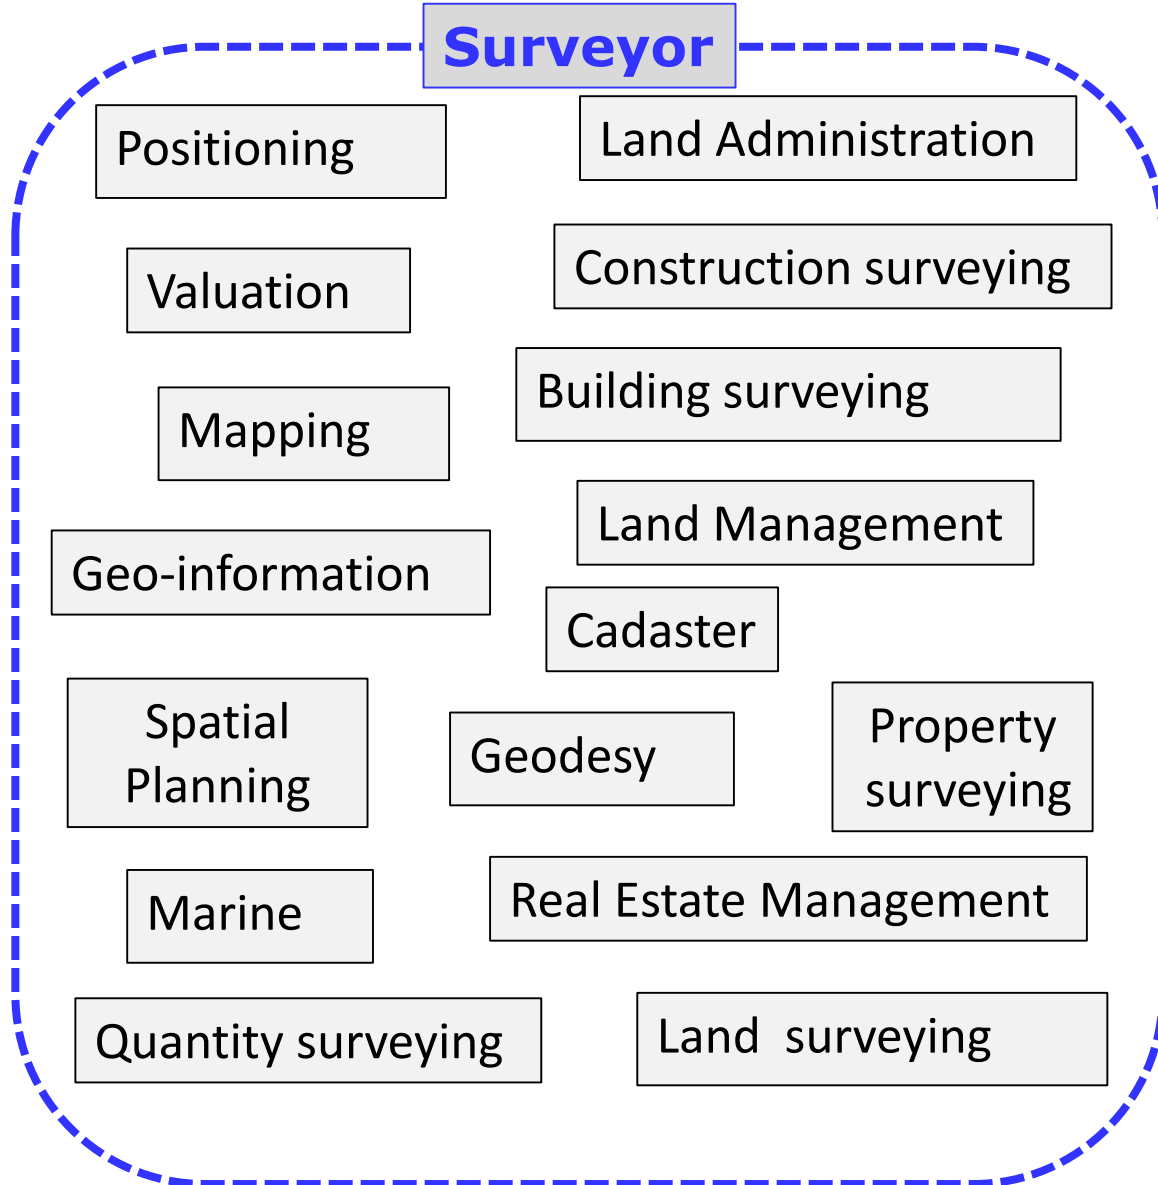 Surveyor
Positioning
Land Administration
Valuation
Construction surveying
Mapping
Building surveying
Land Management
Geo-information
Cadaster
Spatial
Planning
Geodesy
Property
surveying
Marine
Real Estate Management
Quantity surveying
Land  surveying